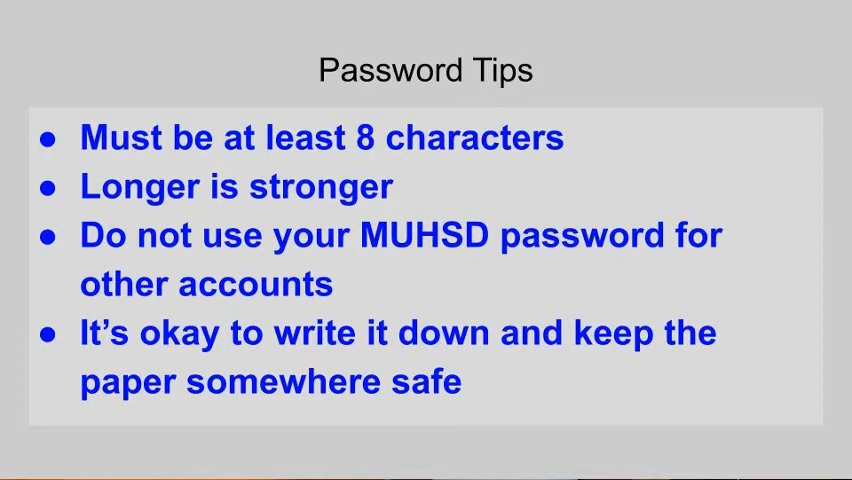 Password Tips
● Must be at least 8 characters
● Longer is stronger
● Do not use your MUHSD password for
other accounts
● It's okay to write it down and keep the
paper somewhere safe